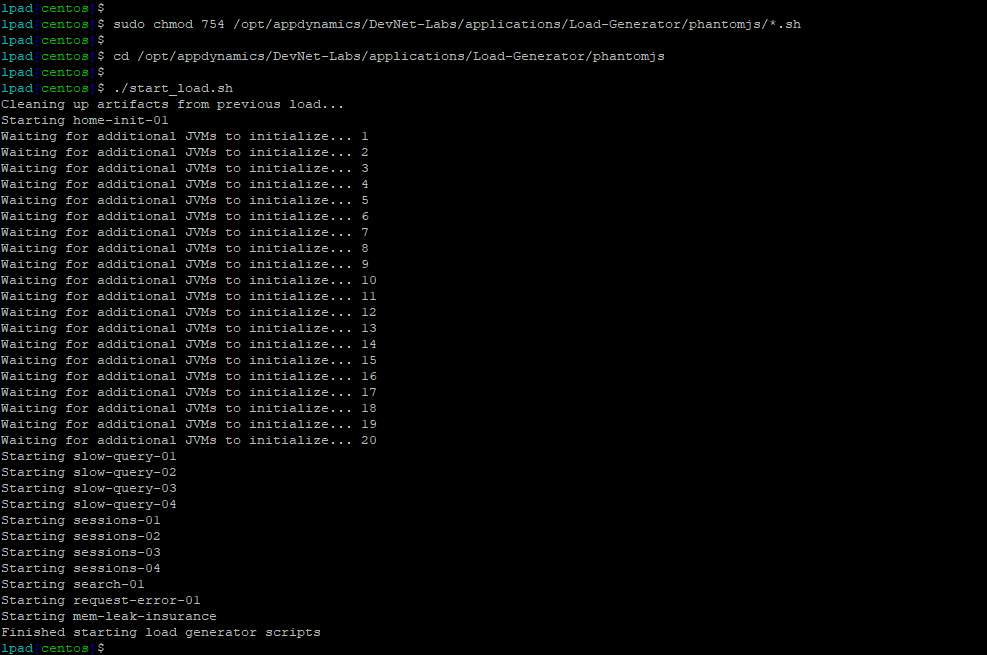 lpad[centos]$
lpad[centos]$ sudo chmod 754 /opt/appdynamics/DevNet-Labs/applications/Load-Generator/phantomjs/*.sh
lpad[centos]$
lpad[centos]$ cd /opt/appdynamics/DevNet-Labs/applications/Load-Generator/phantomjs
lpad[centos]$
lpad[centos]$ ./start_load.sh
Cleaning up artifacts from previous load...
Starting home-init-01
Waiting for additional JVMs to initialize... 1
Waiting for additional JVMs to initialize... 2
Waiting for additional JVMs to initialize... 3
Waiting for additional JVMs to initialize... 4
Waiting for additional JVMs to initialize... 5
Waiting for additional JVMs to initialize... 6
Waiting for additional JVMs to initialize... 7
Waiting for additional JVMs to initialize... 8
Waiting for additional JVMs to initialize... 9
Waiting for additional JVMs to initialize... 10
Waiting for additional JVMs to initialize... 11
Waiting for additional JVMs to initialize... 12
Waiting for additional JVMs to initialize... 13
Waiting for additional JVMs to initialize... 14
Waiting for additional JVMs to initialize... 15
Waiting for additional JVMs to initialize... 16
Waiting for additional JVMs to initialize... 17
Waiting for additional JVMs to initialize... 18
Waiting for additional JVMs to initialize... 19
Waiting for additional JVMs to initialize... 20
Starting slow-query-01
Starting slow-query-02
Starting slow-query-03
Starting slow-query-04
Starting sessions-01
Starting sessions-02
Starting sessions-03
Starting sessions-04
Starting search-01
Starting request-error-01
Starting mem-leak-insurance
Finished starting load generator scripts
lpad[centos]$